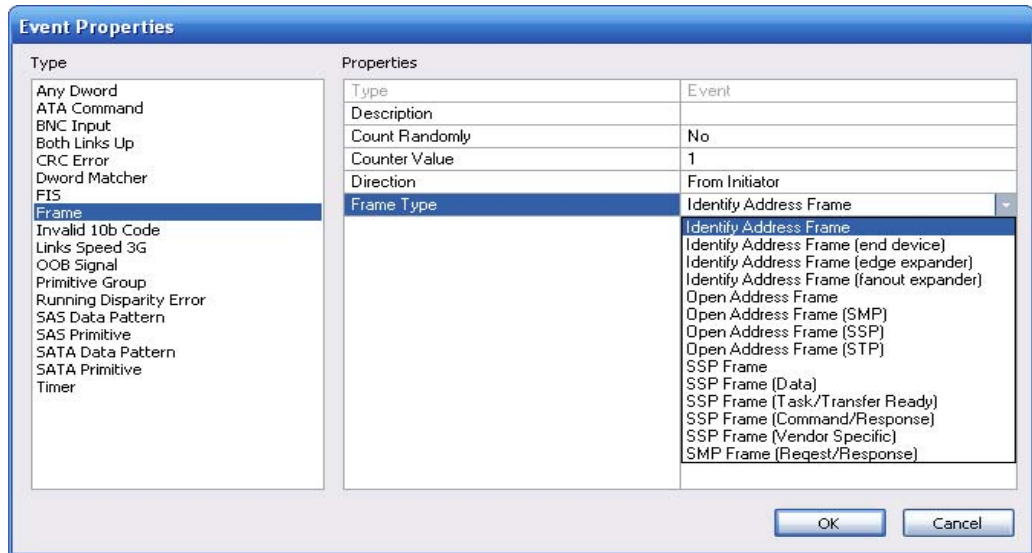 Event Properties
Type
Properties
Any Dword
ATA Command
BNC Input
Both Links Up
CRC Error
Dword Matcher
FIS
Frame
Invalid 10b Code
Links Speed 3G
OOB Signal
Primitive Group
Running Disparity Error
SAS Data Pattern
SAS Primitive
SATA Data Pattern
SATA Primitive
Timer
Type Event
Description
Count Randomly No
Counter Value 1
Direction From Initiator
Frame Type Identify Address Frame
Identify Address Frame
Identify Address Frame (end device)
Identify Address Frame (edge expander)
Identify Address Frame (fanout expander)
Open Address Frame
Open Address Frame (SMP)
Open Address Frame (SSP)
Open Address Frame (STP)
SSP Frame
SSP Frame (Data)
SSP Frame (Task/Transfer Ready)
SSP Frame (Command/Response)
SSP Frame (Vendor Specific)
SMP Frame (Reqest/Response)
OK
Cancel